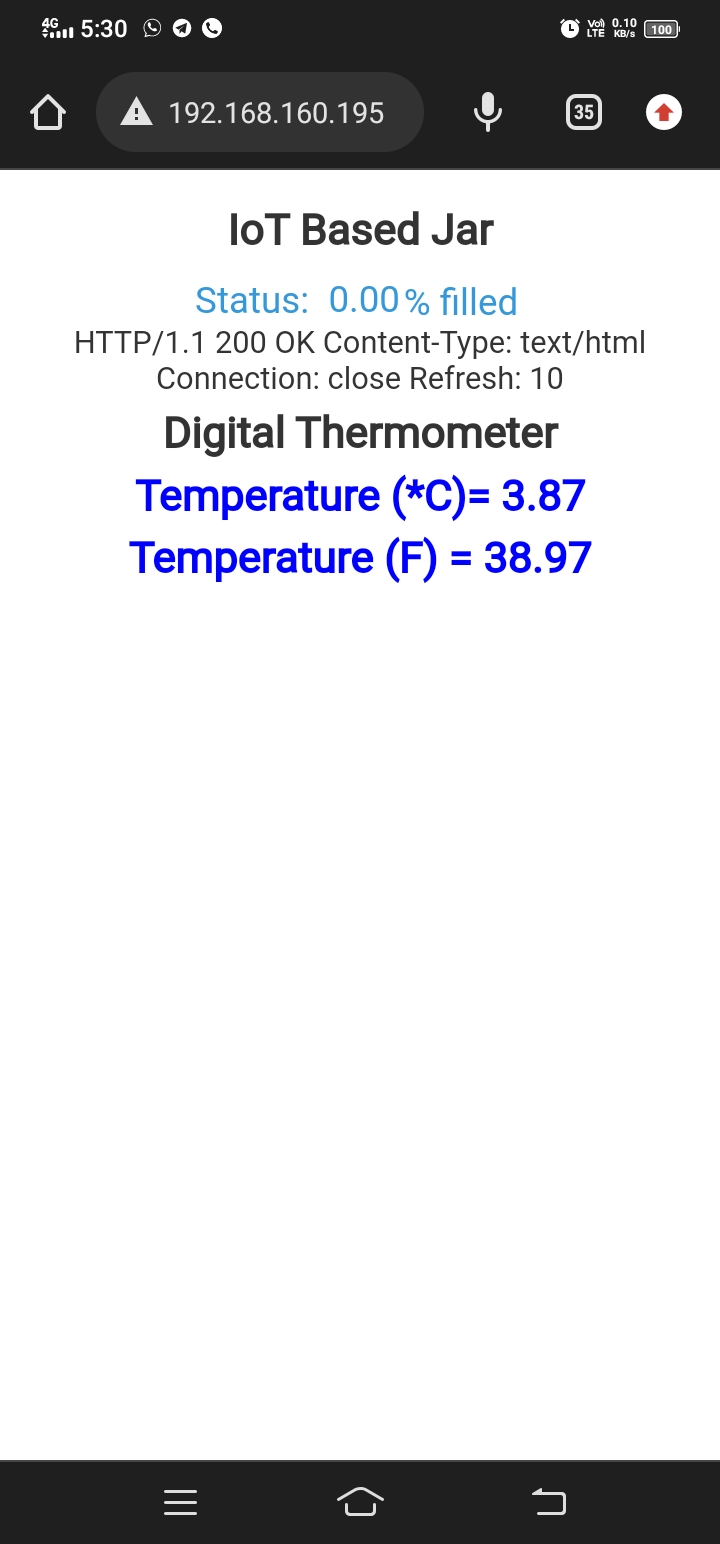 4G 5:30 Vo) LTE 0.10 KB/s 100
192.168.160.195 35
IoT Based Jar
Status: 0.00 % filled
HTTP/1.1 200 OK Content-Type: text/html
Connection: close Refresh: 10
Digital Thermometer
Temperature (*C)= 3.87
Temperature (F) = 38.97